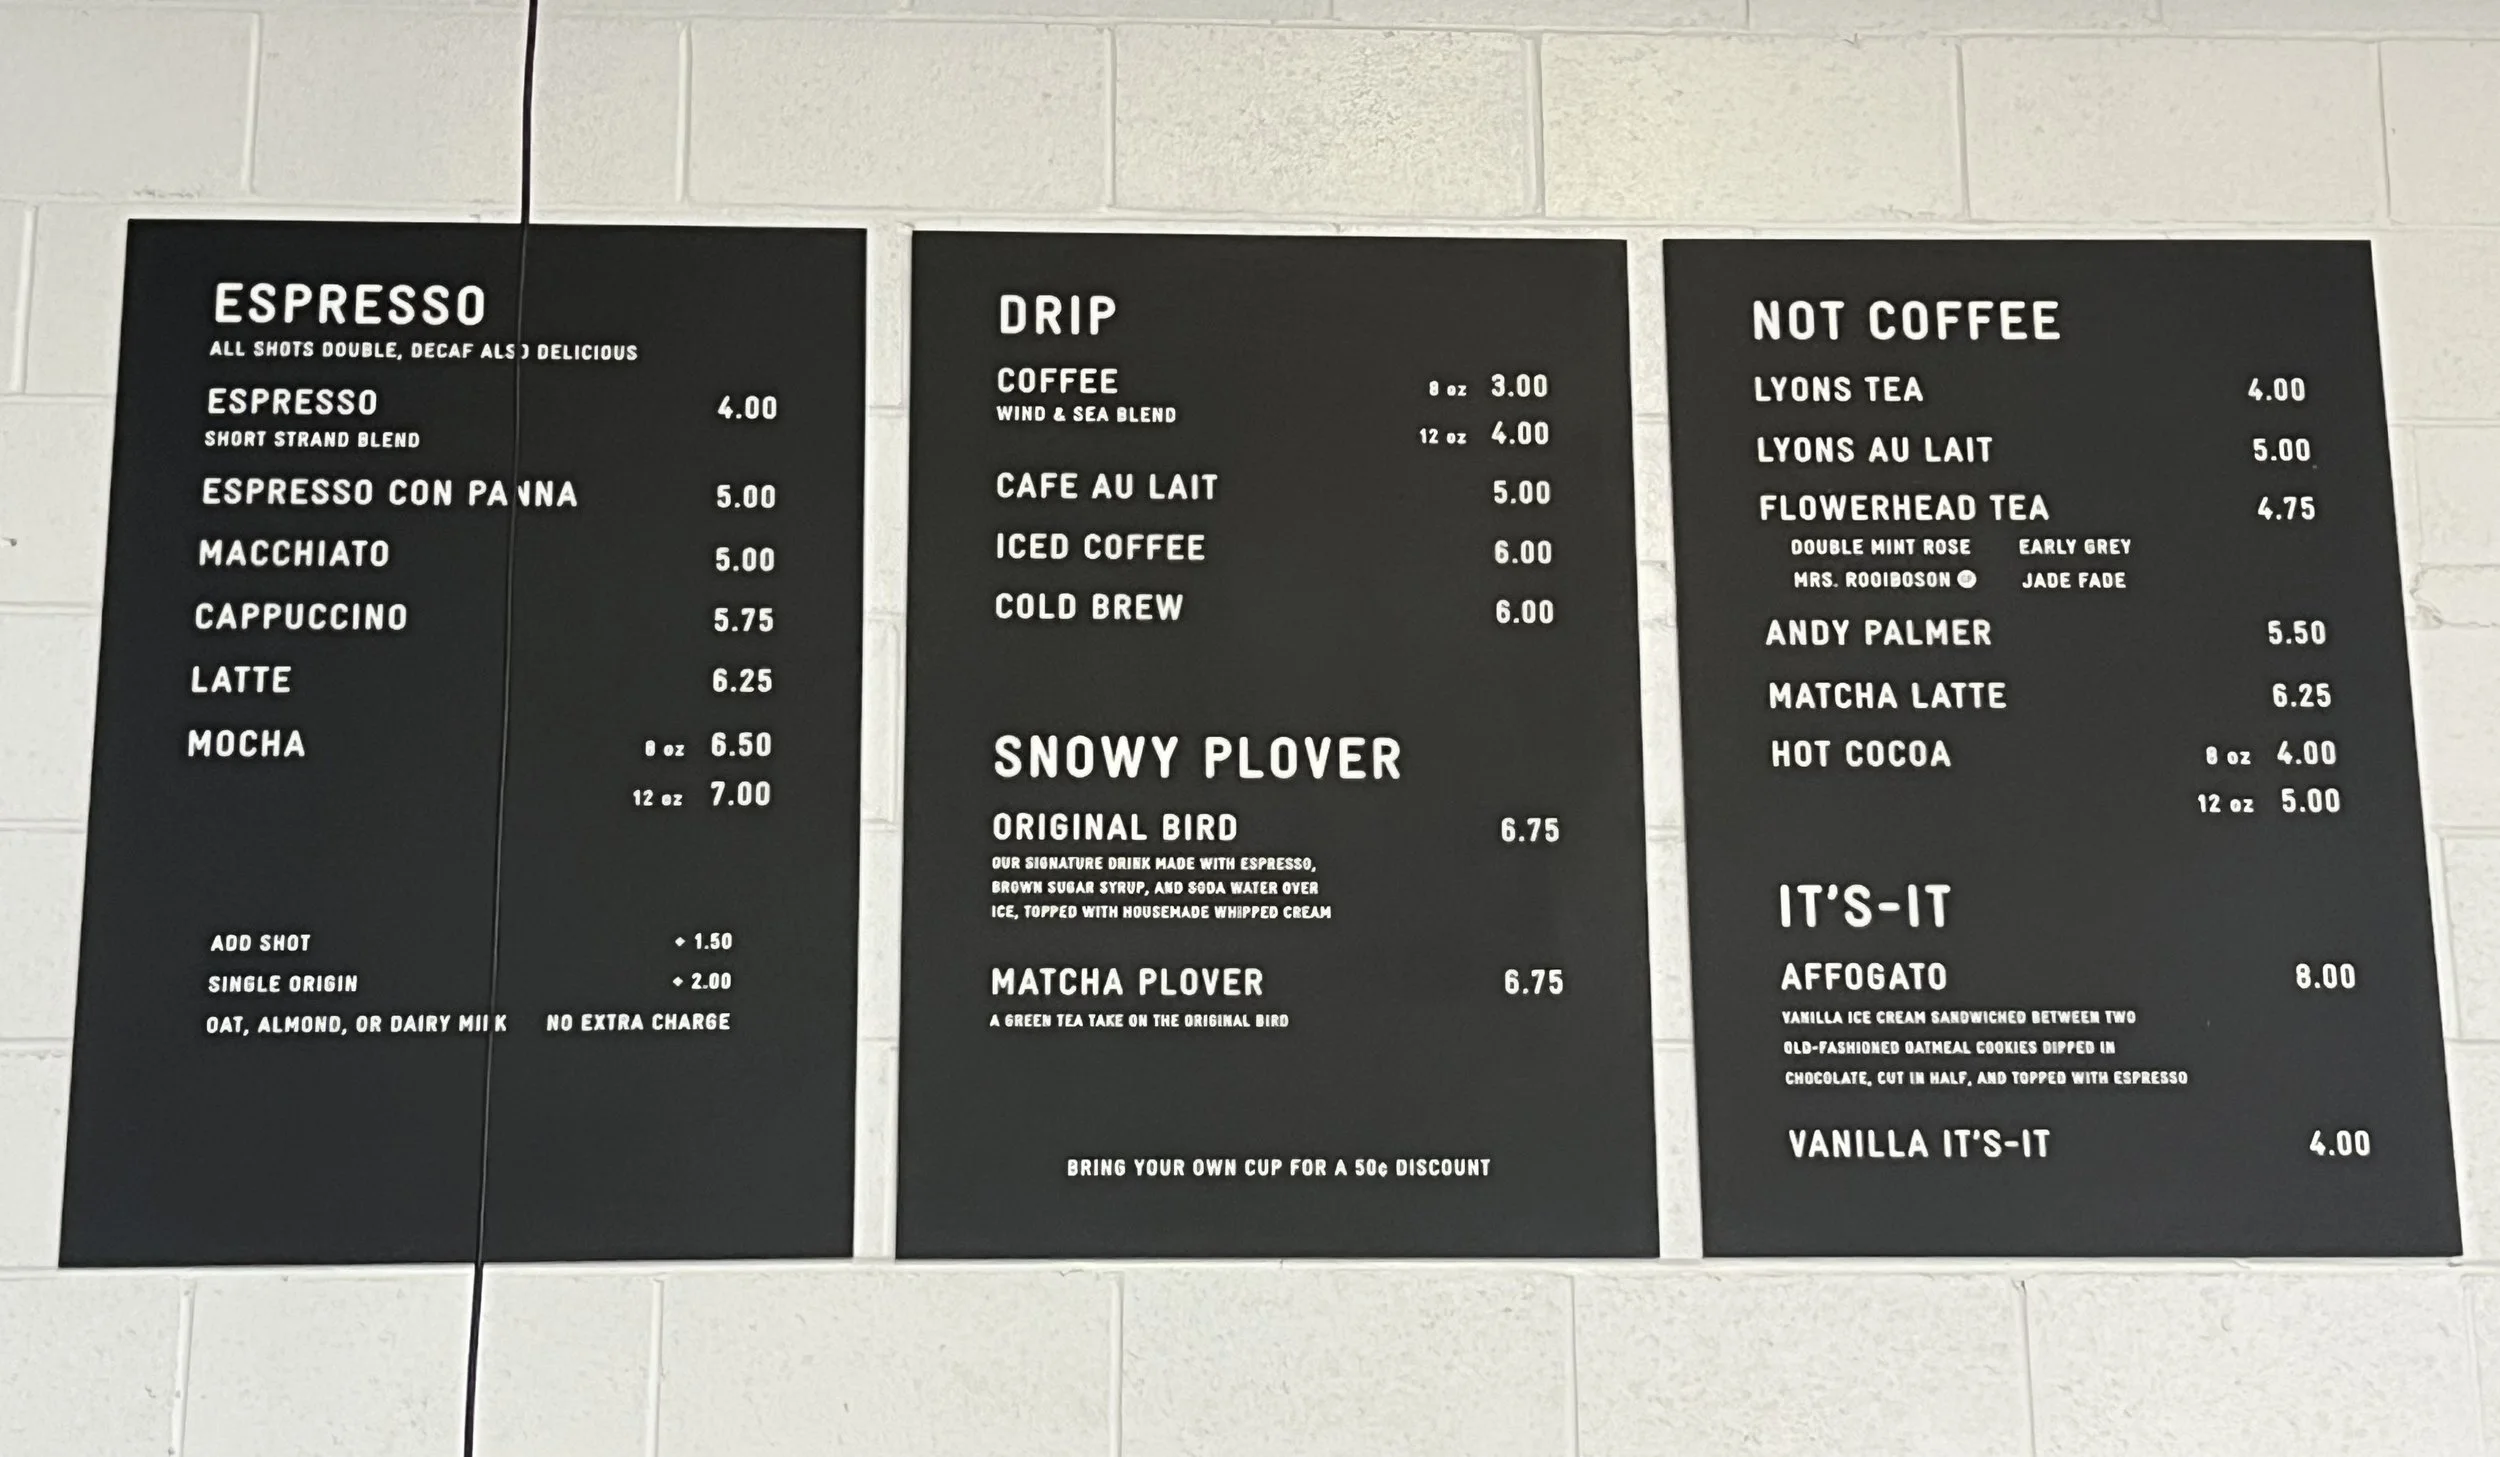 ESPRESSO
ALL SHOTS DOUBLE, DECAF ALSO DELICIOUS
ESPRESSO 4.00
SHORT STRAND BLEND
ESPRESSO CON PANNA 5.00
MACCHIATO 5.00
CAPPUCCINO 5.75
LATTE 6.25
MOCHA 8 oz 6.50
12 oz 7.00
ADD SHOT + 1.50
SINGLE ORIGIN + 2.00
OAT, ALMOND, OR DAIRY MILK NO EXTRA CHARGE
DRIP
COFFEE 8 oz 3.00
WIND & SEA BLEND
12 oz 4.00
CAFE AU LAIT 5.00
ICED COFFEE 6.00
COLD BREW 6.00
SNOWY PLOVER
ORIGINAL BIRD 6.75
OUR SIGNATURE DRINK MADE WITH ESPRESSO,
BROWN SUGAR SYRUP, AND SODA WATER OVER
ICE, TOPPED WITH HOUSEMADE WHIPPED CREAM
MATCHA PLOVER 6.75
A GREEN TEA TAKE ON THE ORIGINAL BIRD
BRING YOUR OWN CUP FOR A 50¢ DISCOUNT
NOT COFFEE
LYONS TEA 4.00
LYONS AU LAIT 5.00
FLOWERHEAD TEA 4.75
DOUBLE MINT ROSE EARLY GREY
MRS. ROOIBOSON JADE FADE
ANDY PALMER 5.50
MATCHA LATTE 6.25
HOT COCOA 8 oz 4.00
12 oz 5.00
IT'S-IT
AFFOGATO 8.00
VANILLA ICE CREAM SANDWICHED BETWEEN TWO
OLD-FASHIONED OATMEAL COOKIES DIPPED IN
CHOCOLATE, CUT IN HALF, AND TOPPED WITH ESPRESSO
VANILLA IT'S-IT 4.00